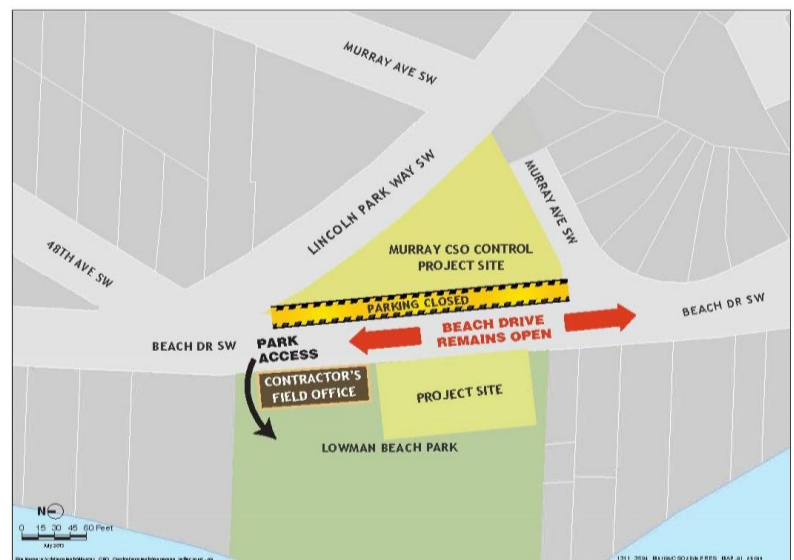 MURRAY AVE SW
LINCOLN PARK WAY SW
MURRAY AVE SW
48TH AVE SW
MURRAY CSO CONTROL
PROJECT SITE
PARKING CLOSED
BEACH DR SW
BEACH DRIVE
REMAINS OPEN
BEACH DR SW
PARK
ACCESS
CONTRACTOR'S
FIELD OFFICE
PROJECT SITE
LOWMAN BEACH PARK
N
0 15 30 45 60 Feet
July 2013